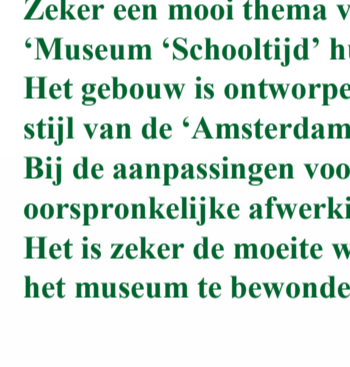 Zeker een mooi thema v
‘Museum ‘Schooltijd’ h
Het gebouw is ontworpe
stijl van de ‘Amsterdam
Bij de aanpassingen voo
oorspronkelijke afwerki
Het is zeker de moeite w
het museum te bewonde